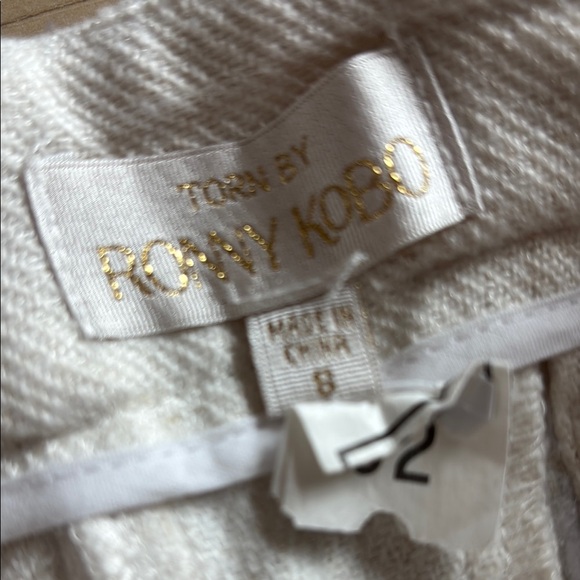 TORN BY
RONNY KOBO
MADE IN
CHINA
8